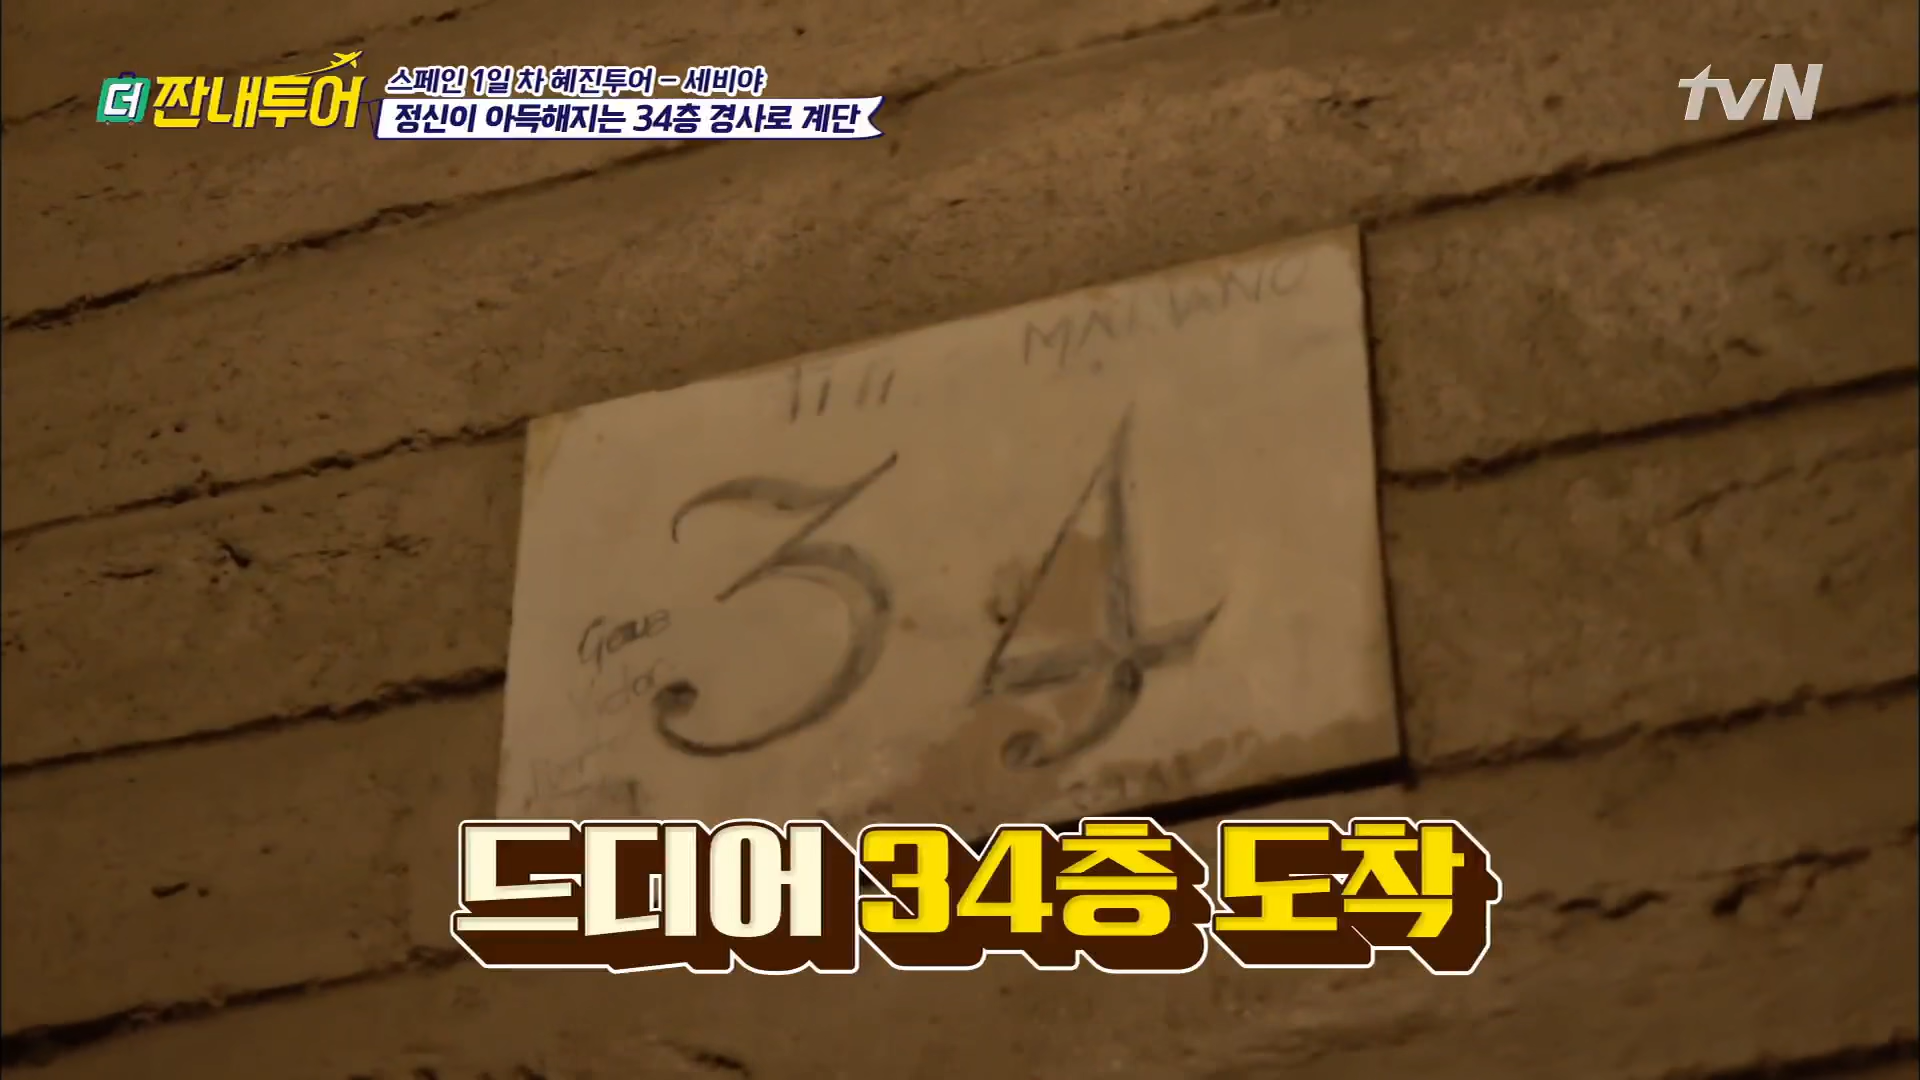 더 짠내투어
스페인 1일 차 혜진투어 – 세비야
정신이 아득해지는 34층 경사로 계단
tvN
34
드디어 34층 도착